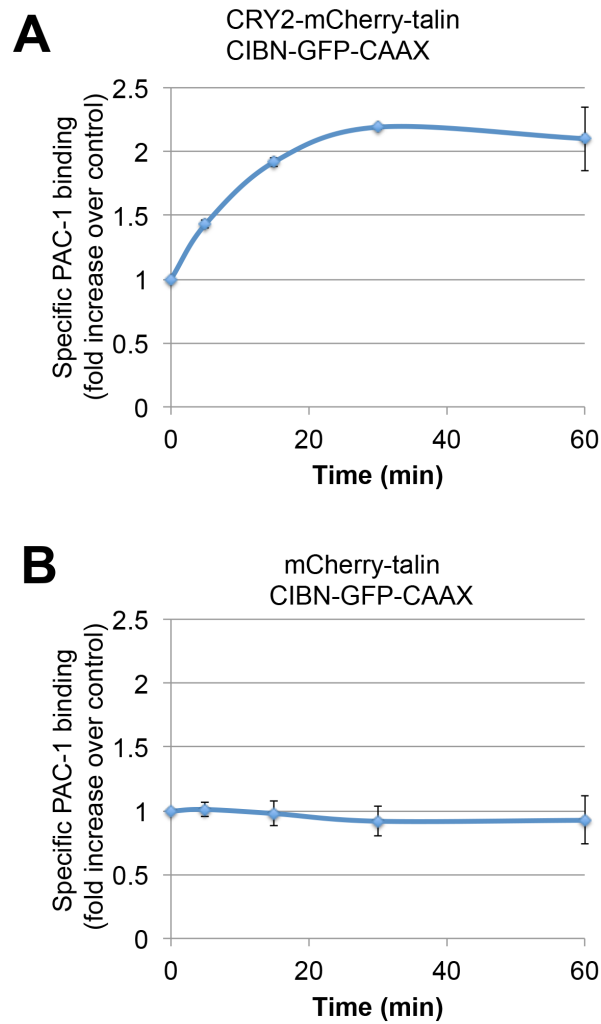 A
CRY2-mCherry-talin
CIBN-GFP-CAAX
Specific PAC-1 binding
(fold increase over control)
2.5
2
1.5
1
0.5
0
0 20 40 60
Time (min)
B
mCherry-talin
CIBN-GFP-CAAX
Specific PAC-1 binding
(fold increase over control)
2.5
2
1.5
1
0.5
0
0 20 40 60
Time (min)